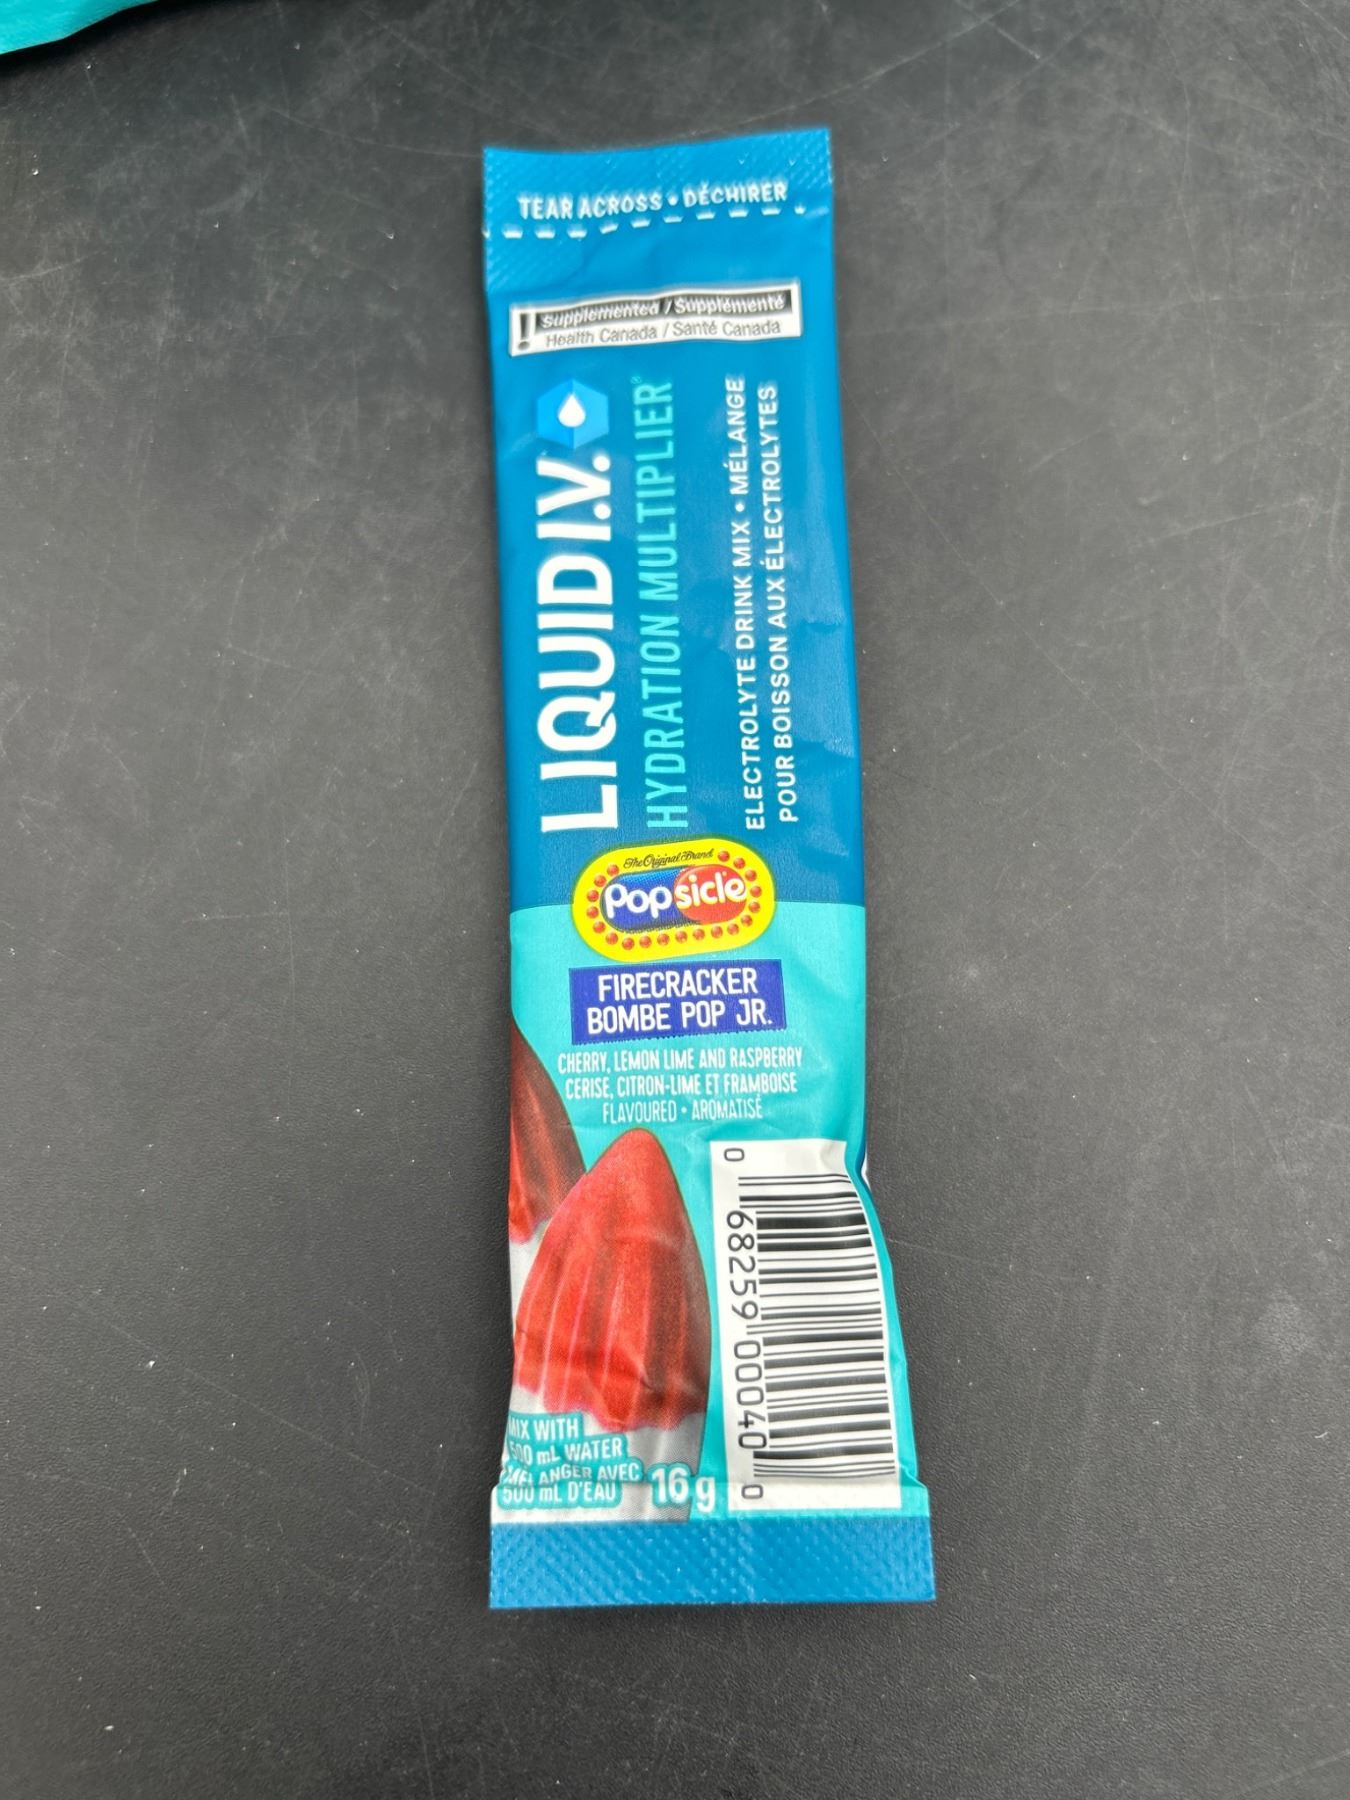 TEAR ACROSS • DÉCHIRER
! Supplemented / Supplémenté
Health Canada / Santé Canada
LIQUID I.V.
HYDRATION MULTIPLIER®
ELECTROLYTE DRINK MIX • MÉLANGE
POUR BOISSON AUX ÉLECTROLYTES
The Original Brand
Popsicle®
FIRECRACKER
BOMBE POP JR.
CHERRY, LEMON LIME AND RASPBERRY
CERISE, CITRON-LIME ET FRAMBOISE
FLAVOURED • AROMATISÉ
MIX WITH
500 mL WATER
MÉLANGER AVEC
500 mL D'EAU
16 g
0 68259 00040 0